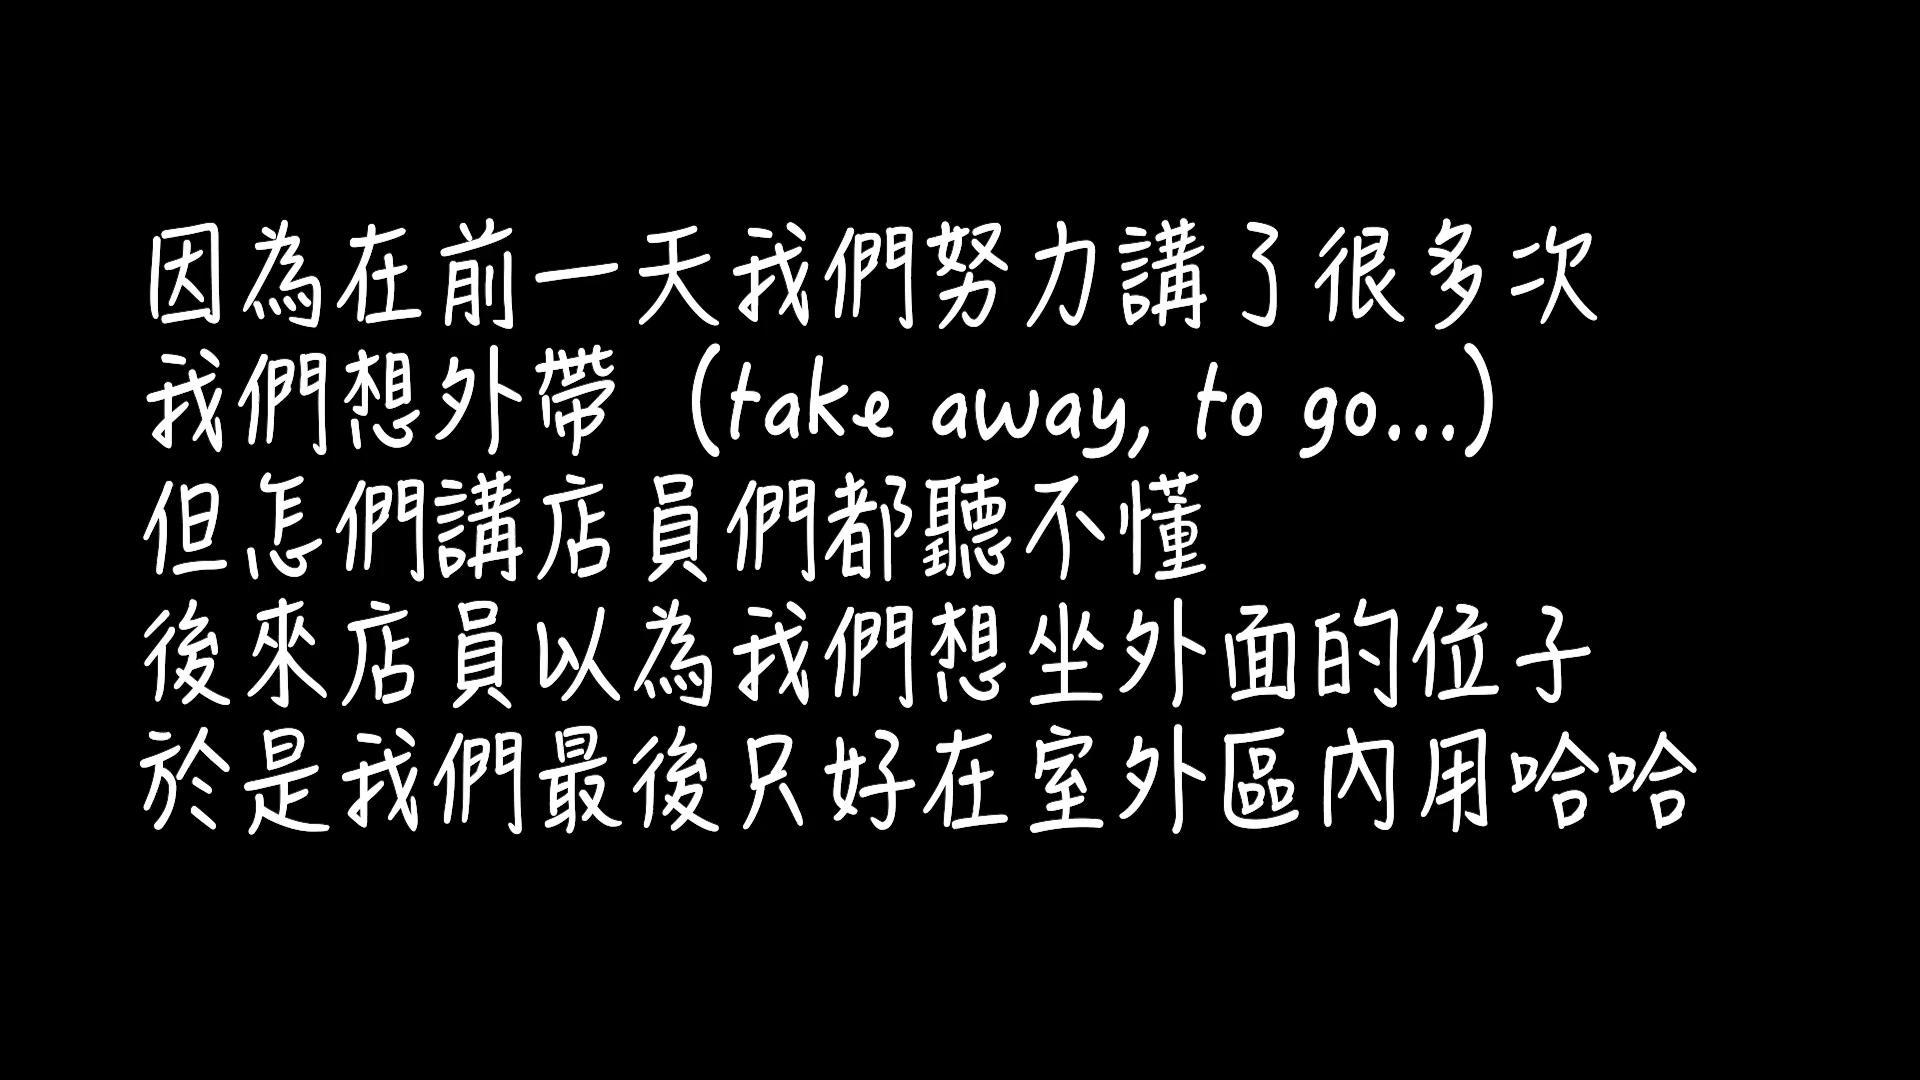 因為在前一天我們努力講了很多次
我們想外帶（take away, to go...）
但怎們講店員們都聽不懂
後來店員以為我們想坐外面的位子
於是我們最後只好在室外區內用哈哈